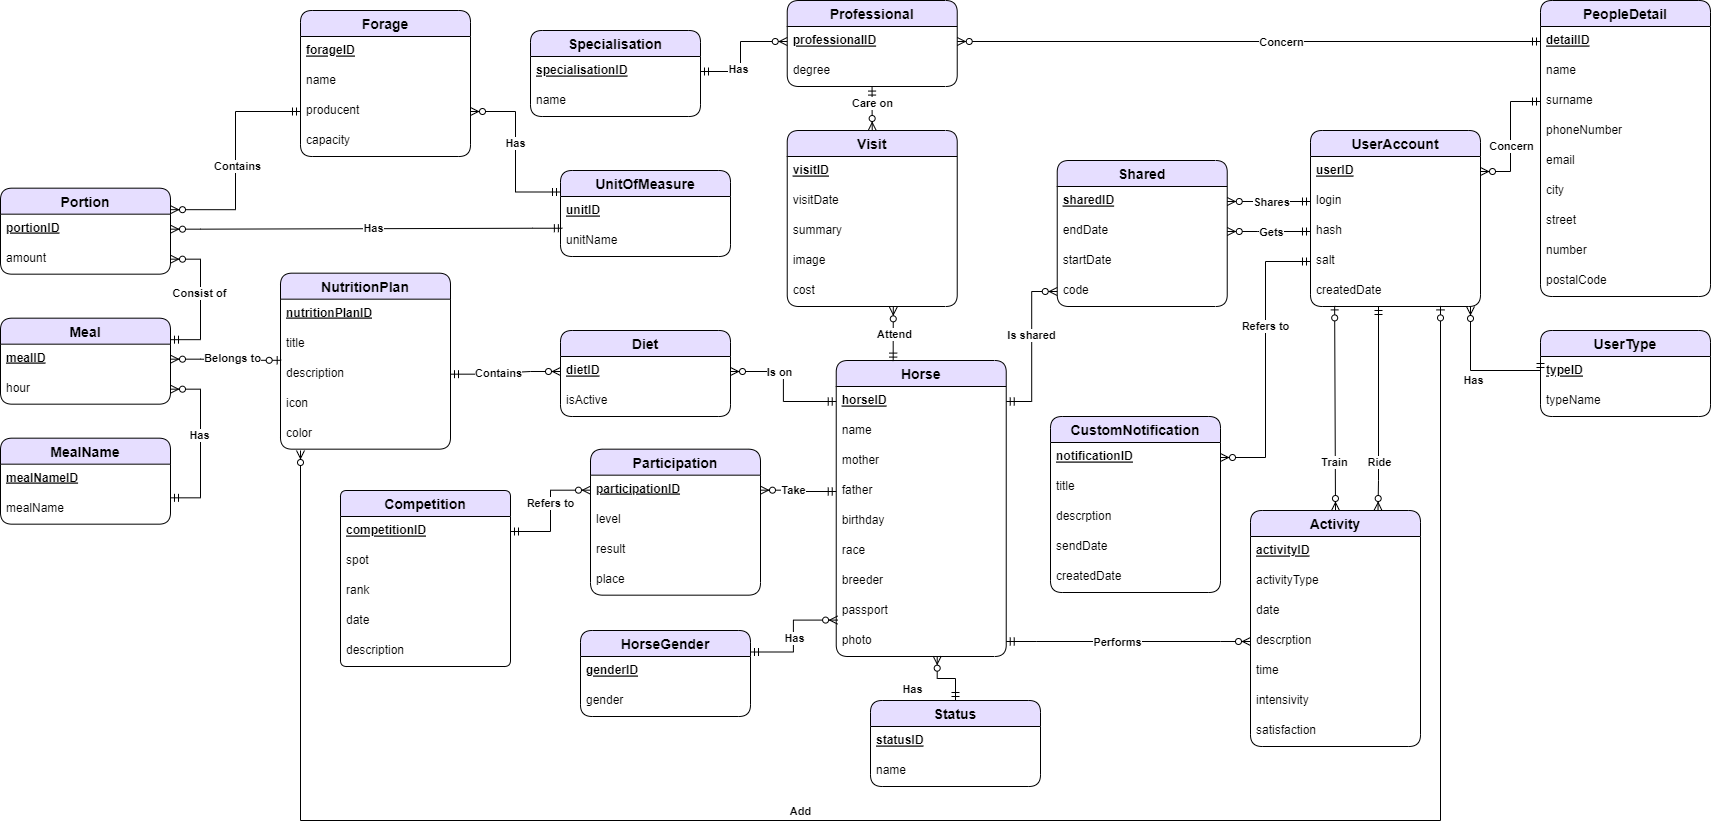 Forage
forageID
name
producent
capacity
Specialisation
specialisationID
name
Has
Professional
professionalID
degree
Concern
PeopleDetail
detailID
name
surname
phoneNumber
email
city
street
number
postalCode
Care on
Contains
Has
Visit
visitID
visitDate
summary
image
cost
UserAccount
userID
login
hash
salt
createdDate
Concern
Shared
sharedID
endDate
startDate
code
Shares
Gets
Portion
portionID
amount
Has
UnitOfMeasure
unitID
unitName
Consist of
NutritionPlan
nutritionPlanID
title
description
icon
color
Meal
mealID
hour
Belongs to
Contains
Diet
dietID
isActive
Is on
Attend
Is shared
Refers to
UserType
typeID
typeName
Has
Horse
horseID
name
mother
father
birthday
race
breeder
passport
photo
Has
MealName
mealNameID
mealName
Competition
competitionID
spot
rank
date
description
Refers to
Participation
participationID
level
result
place
Take
CustomNotification
notificationID
title
descrption
sendDate
createdDate
Train
Ride
Activity
activityID
activityType
date
descrption
time
intensivity
satisfaction
HorseGender
genderID
gender
Has
Performs
Has
Status
statusID
name
Add